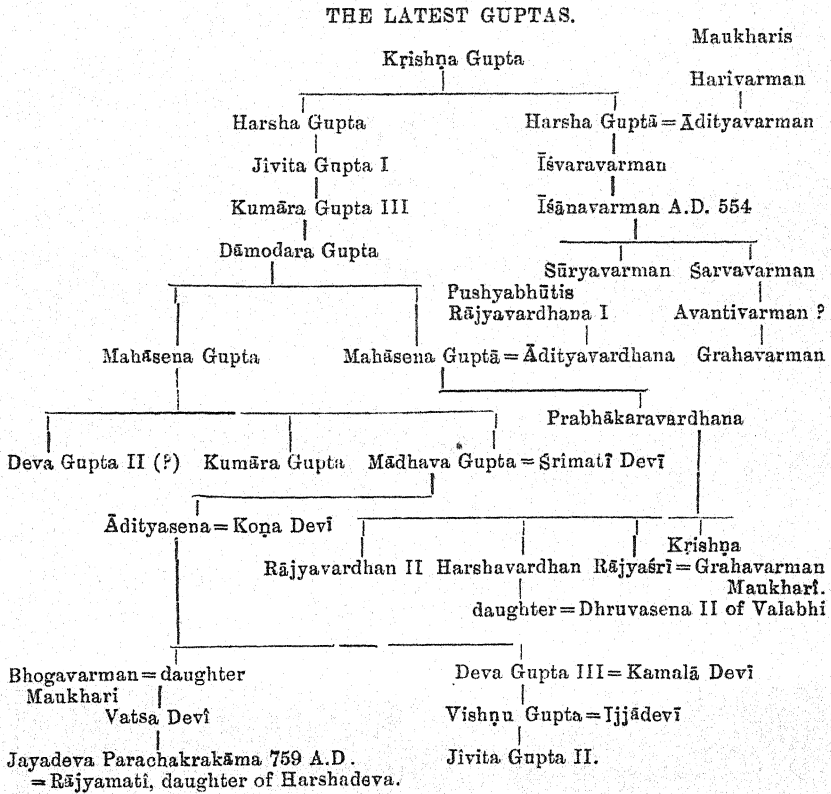 THE LATEST GUPTAS.
Maukharis
Kṛishṇa Gupta
Harivarman
Harsha Gupta Harsha Guptā = Ādityavarman
Jivita Gupta I Īśvaravarman
Kumāra Gupta III Īśānavarman A.D. 554
Dāmodara Gupta
Sūryavarman Śarvavarman
Pushyabhūtis
Rājyavardhana I Avantivarman ?
Mahāsena Gupta Mahāsena Guptā = Ādityavardhana Grahavarman
Prabhākaravardhana
Deva Gupta II (?) Kumāra Gupta Mādhava Gupta = Śrimatī Devī
Ādityasena = Koṇa Devī
Kṛishṇa
Rājyavardhan II Harshavardhan Rājyaśrī = Grahavarman
Maukharī.
daughter = Dhruvasena II of Valabhi
Bhogavarman = daughter Deva Gupta III = Kamalā Devī
Maukhari
Vatsa Devī Vishṇu Gupta = Ijjādevī
Jayadeva Parachakrakāma 759 A.D. Jivita Gupta II.
= Rājyamatī, daughter of Harshadeva.